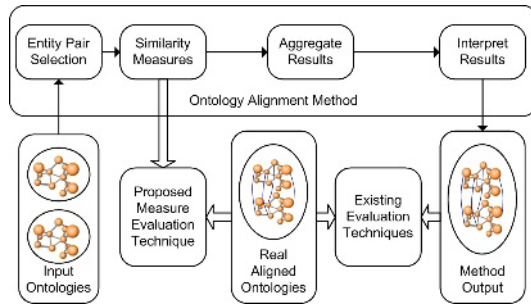 Entity Pair
Selection
Similarity
Measures
Aggregate
Results
Interpret
Results
Ontology Alignment Method
Input
Ontologies
Proposed
Measure
Evaluation
Technique
Real
Aligned
Ontologies
Existing
Evaluation
Techniques
Method
Output